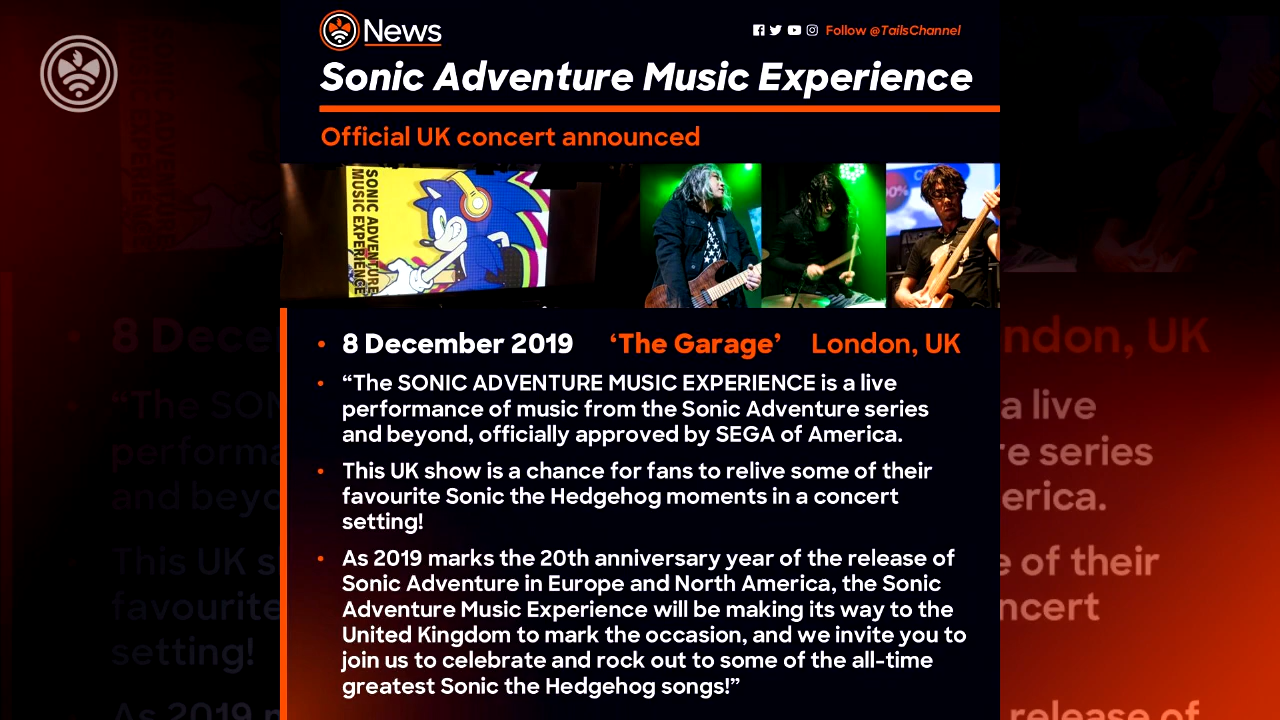 News
Follow @TailsChannel
Sonic Adventure Music Experience
Official UK concert announced
SONIC ADVENTURE
MUSIC EXPERIENCE
• 8 December 2019 ‘The Garage’ London, UK
• “The SONIC ADVENTURE MUSIC EXPERIENCE is a live
performance of music from the Sonic Adventure series
and beyond, officially approved by SEGA of America.
• This UK show is a chance for fans to relive some of their
favourite Sonic the Hedgehog moments in a concert
setting!
• As 2019 marks the 20th anniversary year of the release of
Sonic Adventure in Europe and North America, the Sonic
Adventure Music Experience will be making its way to the
United Kingdom to mark the occasion, and we invite you to
join us to celebrate and rock out to some of the all-time
greatest Sonic the Hedgehog songs!”